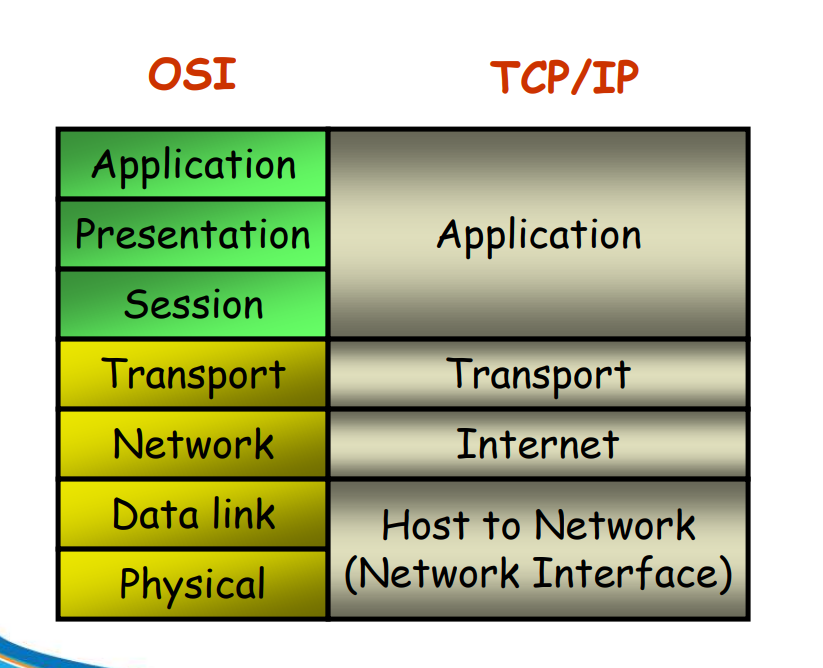 OSI
TCP/IP
Application
Presentation
Session
Transport
Network
Data link
Physical
Application
Transport
Internet
Host to Network
(Network Interface)